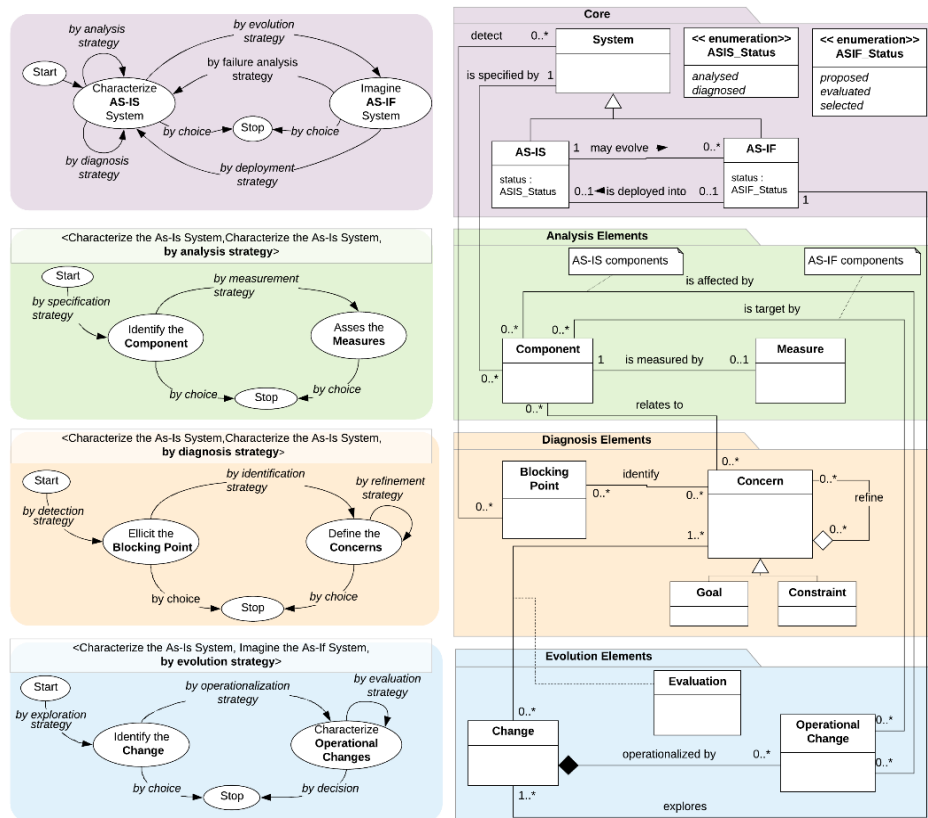 by analysis
strategy
by evolution
strategy
Start
by failure analysis
strategy
Characterize
AS-IS
System
Imagine
AS-IF
System
by choice
Stop
by choice
by diagnosis
strategy
by deployment
strategy
<Characterize the As-Is System,Characterize the As-Is System,
by analysis strategy>
Start
by specification
strategy
by measurement
strategy
Identify the
Component
Asses the
Measures
by choice
Stop
by choice
<Characterize the As-Is System,Characterize the As-Is System,
by diagnosis strategy>
Start
by detection
strategy
by identification
strategy
by refinement
strategy
Ellicit the
Blocking Point
Define the
Concerns
by choice
Stop
by choice
<Characterize the As-Is System, Imagine the As-If System,
by evolution strategy>
Start
by exploration
strategy
by operationalization
strategy
by evaluation
strategy
Identify the
Change
Characterize
Operational
Changes
by choice
Stop
by decision
Core
detect 0..*
System
is specified by 1
<< enumeration>>
ASIS_Status
analysed
diagnosed
<< enumeration>>
ASIF_Status
proposed
evaluated
selected
AS-IS
status :
ASIS_Status
1 may evolve 0..*
0..1 is deployed into 0..1
AS-IF
status :
ASIF_Status
1
Analysis Elements
AS-IS components
AS-IF components
is affected by
is target by
0..*
0..*
Component
1 is measured by 0..1
Measure
0..*
0..*
relates to
Diagnosis Elements
0..*
Blocking
Point
identify
0..*
0..*
0..*
Concern
0..*
refine
0..*
1..*
Goal
Constraint
Evolution Elements
Evaluation
0..*
Change
operationalized by 0..*
Operational
Change
0..*
0..*
1..*
explores